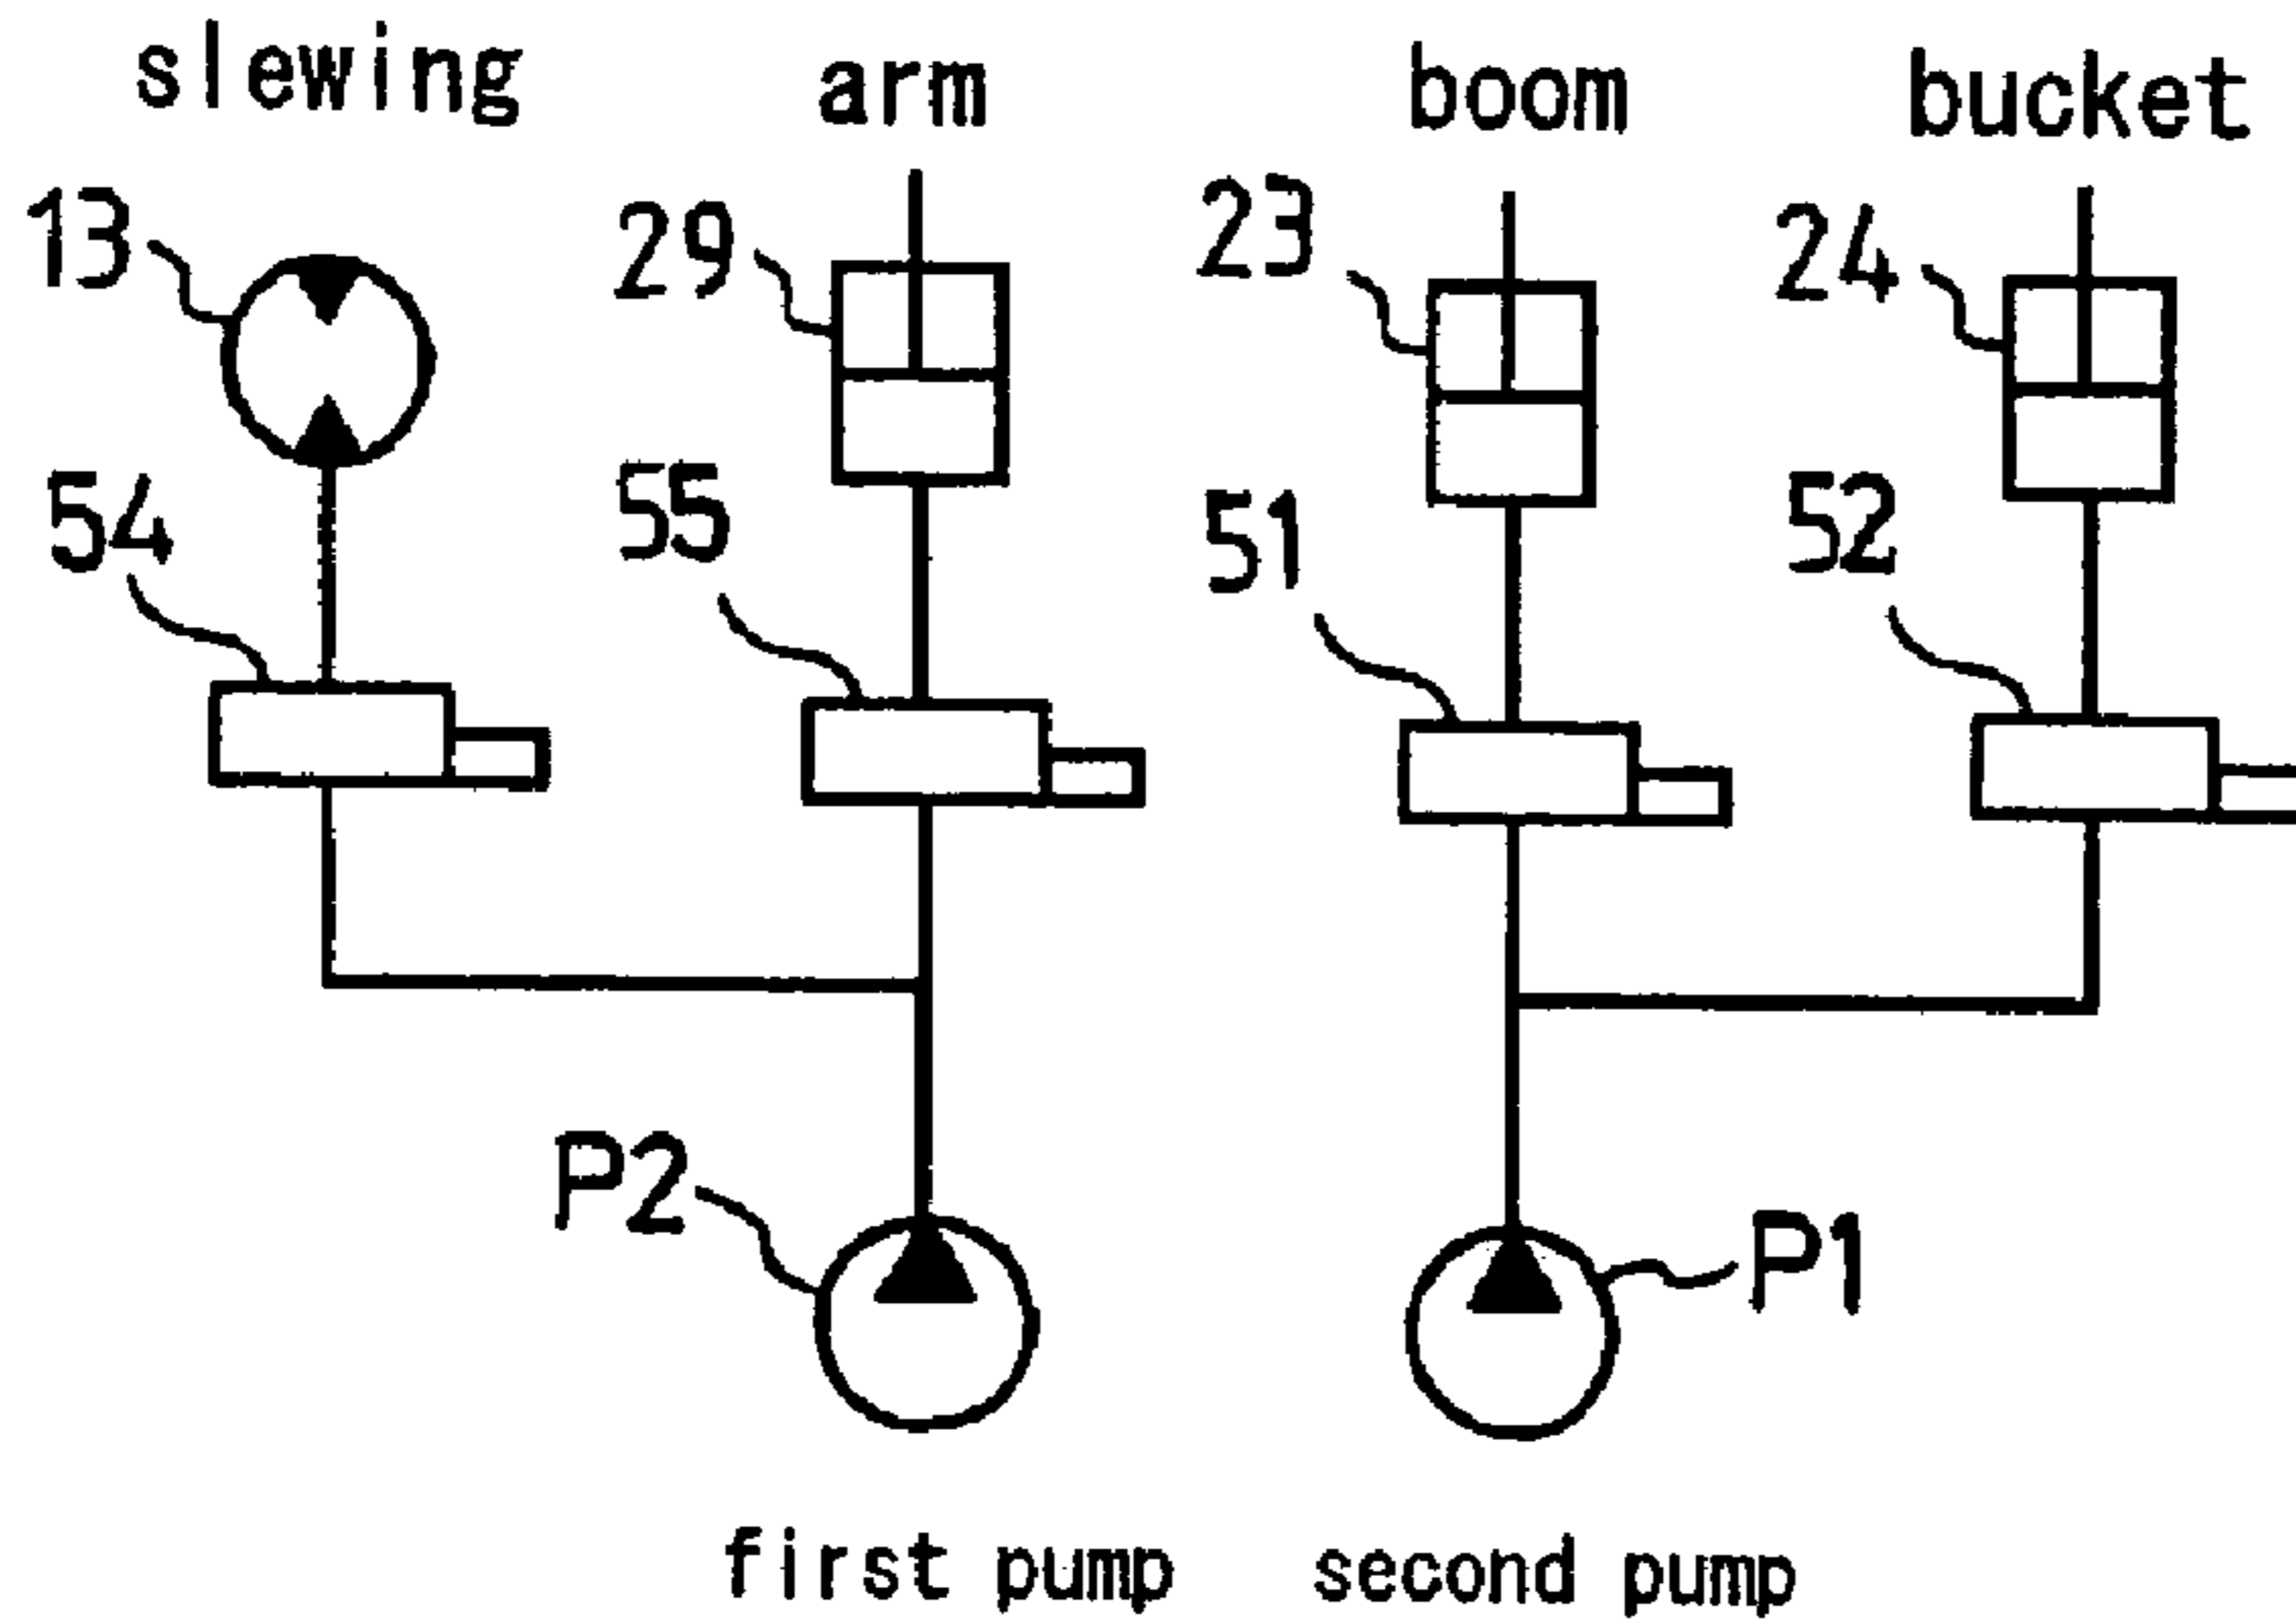 slewing arm boom bucket
13 29 23 24
54 55 51 52
P2 P1
first pump second pump